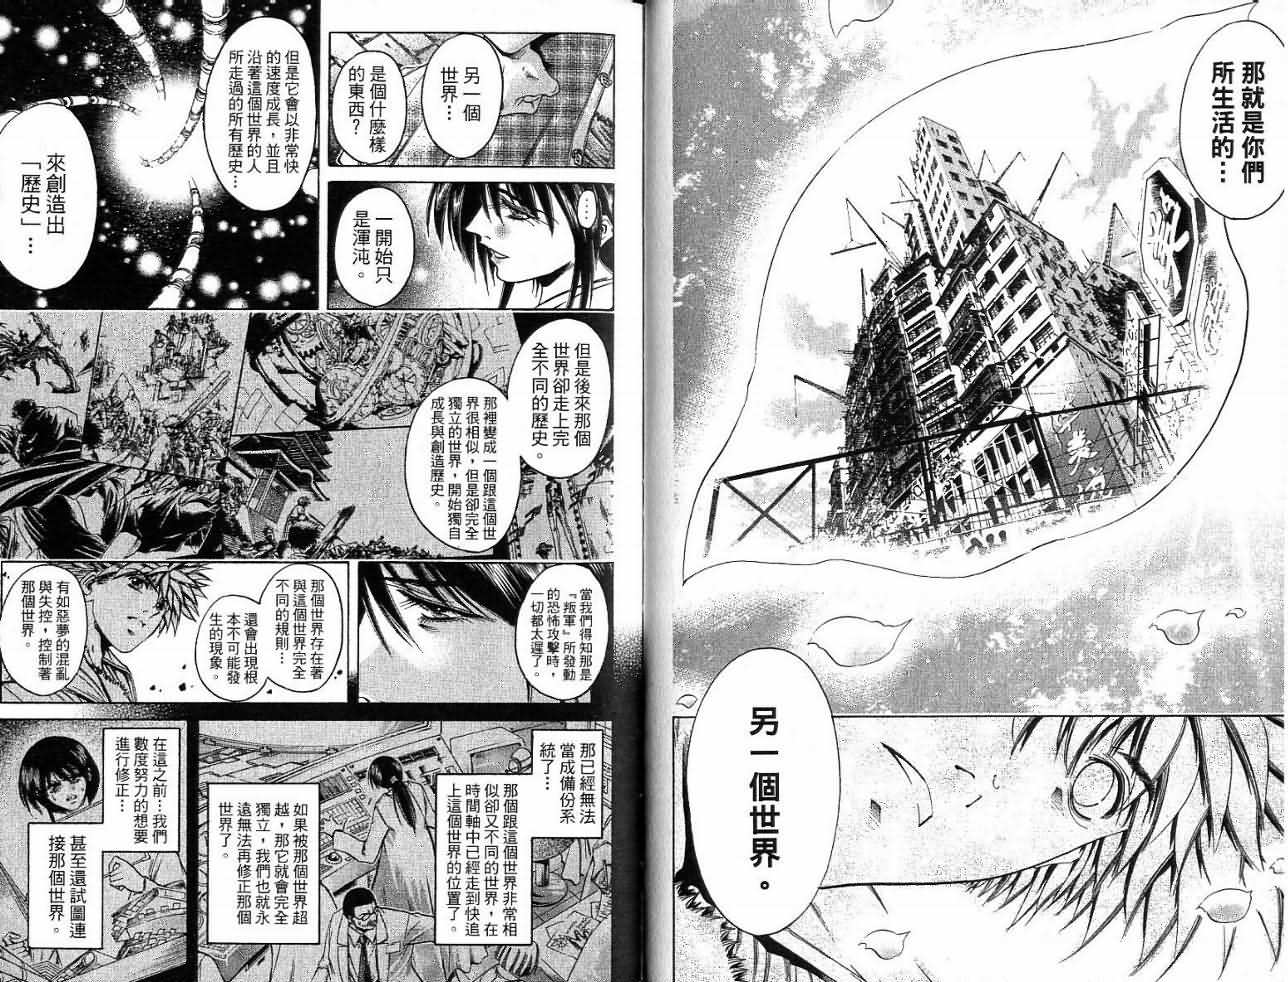 那就是你們
所生活的…
另一個世界。
另一個
世界…
是個什麼樣
的東西?
……
一開始只
是渾沌。
但是它會以非常快
的速度成長，並且
沿著這個世界的人
所走過的所有歷史…
來創造出
「歷史」…
但是後來那個
世界卻走上完
全不同的歷史。
那裡變成一個跟這個世
界很相似，但是卻完全
獨立的世界，開始獨自
成長與創造歷史。
當我們得知那是
『叛軍』所發動
的恐怖攻擊時，
一切都太遲了。
那個世界存在著
與這個世界完全
不同的規則…
還會出現根
本不可能發
生的現象。
有如惡夢的混亂
與失控，控制著
那個世界。
那已經無法
當成備份系
統了…
那個跟這個世界非常相
似卻又不同的世界，在
時間軸中已經走到快追
上這個世界的位置了。
如果被那個世界超
越，那它就會完全
獨立，我們也就永
遠無法再修正那個
世界了。
在這之前…我們
數度努力的想要
進行修正…
甚至還試圖連
接那個世界。